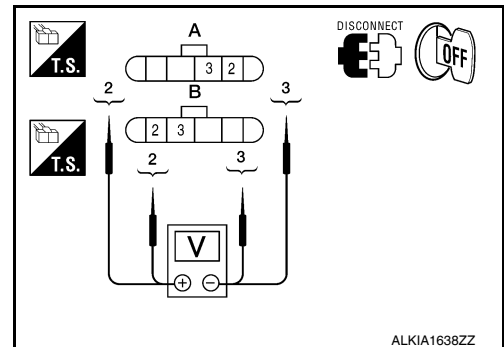 DISCONNECT
T.S.
A
3 2
OFF
2
B
3
T.S.
2 3
2
3
V
+ −
ALKIA1638ZZ